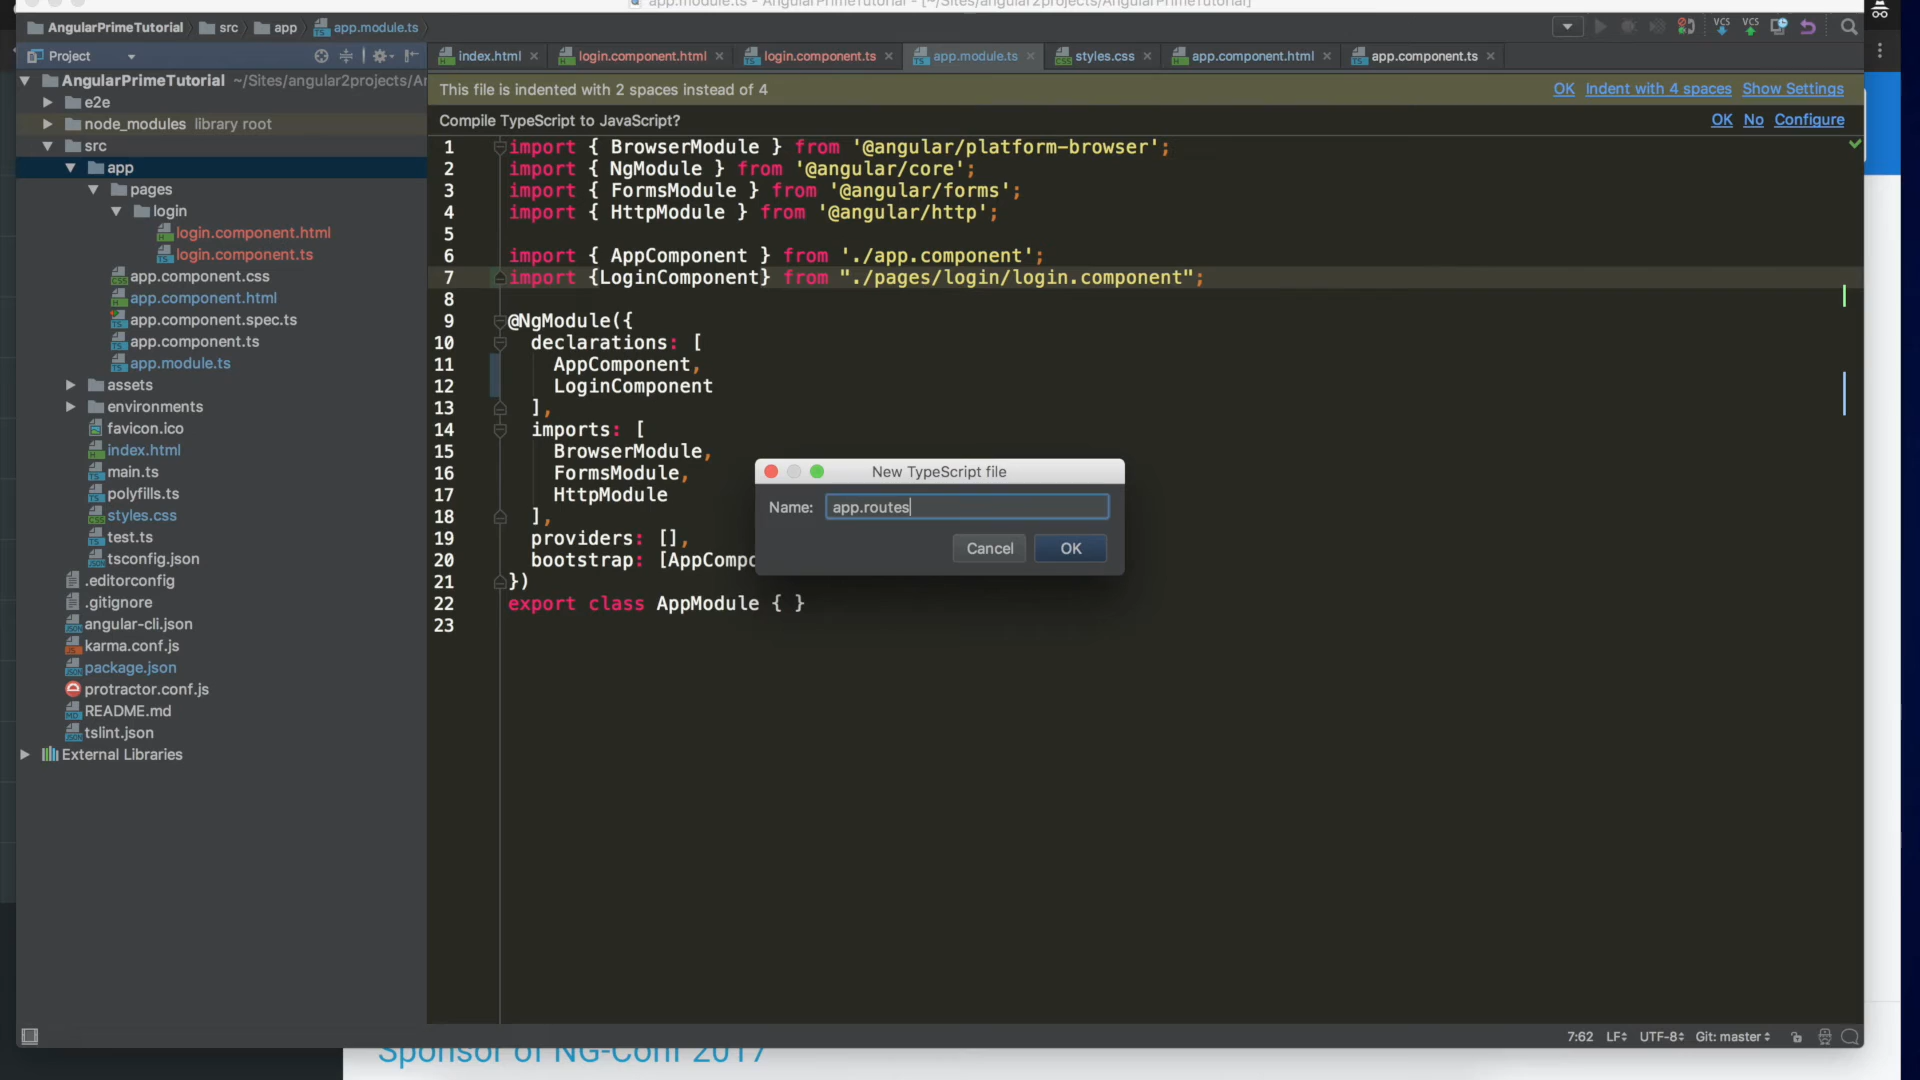 app.module.ts - AngularPrimeTutorial - [~/Sites/angular2projects/AngularPrimeTutorial]
AngularPrimeTutorial src app app.module.ts
VCS VCS
Project
index.html login.component.html login.component.ts app.module.ts styles.css app.component.html app.component.ts
AngularPrimeTutorial ~/Sites/angular2projects/Ar
e2e
node_modules library root
src
app
pages
login
login.component.html
login.component.ts
app.component.css
app.component.html
app.component.spec.ts
app.component.ts
app.module.ts
assets
environments
favicon.ico
index.html
main.ts
polyfills.ts
styles.css
test.ts
tsconfig.json
.editorconfig
.gitignore
angular-cli.json
karma.conf.js
package.json
protractor.conf.js
README.md
tslint.json
External Libraries
This file is indented with 2 spaces instead of 4 OK Indent with 4 spaces Show Settings
Compile TypeScript to JavaScript? OK No Configure
1 import { BrowserModule } from '@angular/platform-browser';
2 import { NgModule } from '@angular/core';
3 import { FormsModule } from '@angular/forms';
4 import { HttpModule } from '@angular/http';
5
6 import { AppComponent } from './app.component';
7 import {LoginComponent} from "./pages/login/login.component";
8
9 @NgModule({
10 declarations: [
11 AppComponent,
12 LoginComponent
13 ],
14 imports: [
15 BrowserModule,
16 FormsModule,
17 HttpModule
18 ],
19 providers: [],
20 bootstrap: [AppCompo
21 })
22 export class AppModule { }
23
New TypeScript file
Name: app.routes
Cancel OK
7:62 LF UTF-8 Git: master
Sponsor of NG-Conf 2017